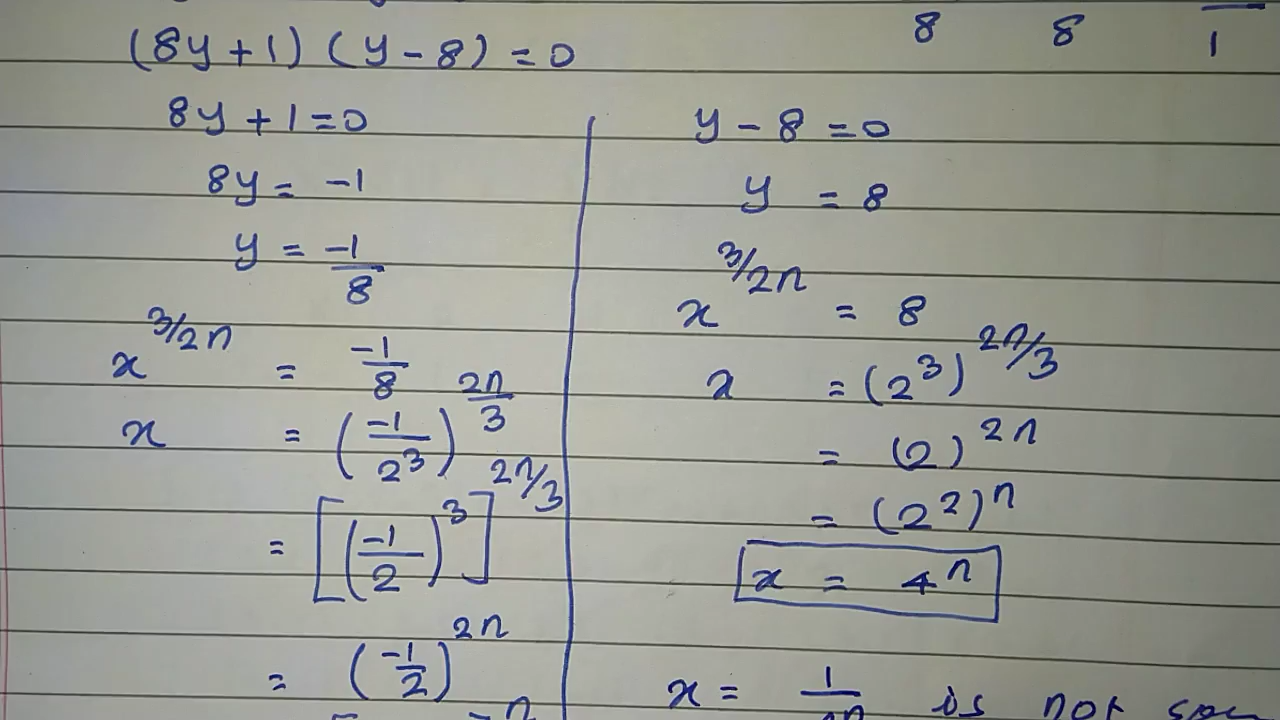 8 8 1
(8y + 1) (y - 8) = 0
8y + 1 = 0
8y = -1
y = -1/8
x^(3/2n) = -1/8
x = (-1/2^3)^(2n/3)
= [(-1/2)^3]^(2n/3)
= (-1/2)^(2n)
y - 8 = 0
y = 8
x^(3/2n) = 8
x = (2^3)^(2n/3)
= (2)^(2n)
= (2^2)^n
x = 4^n
x = 1/ is not